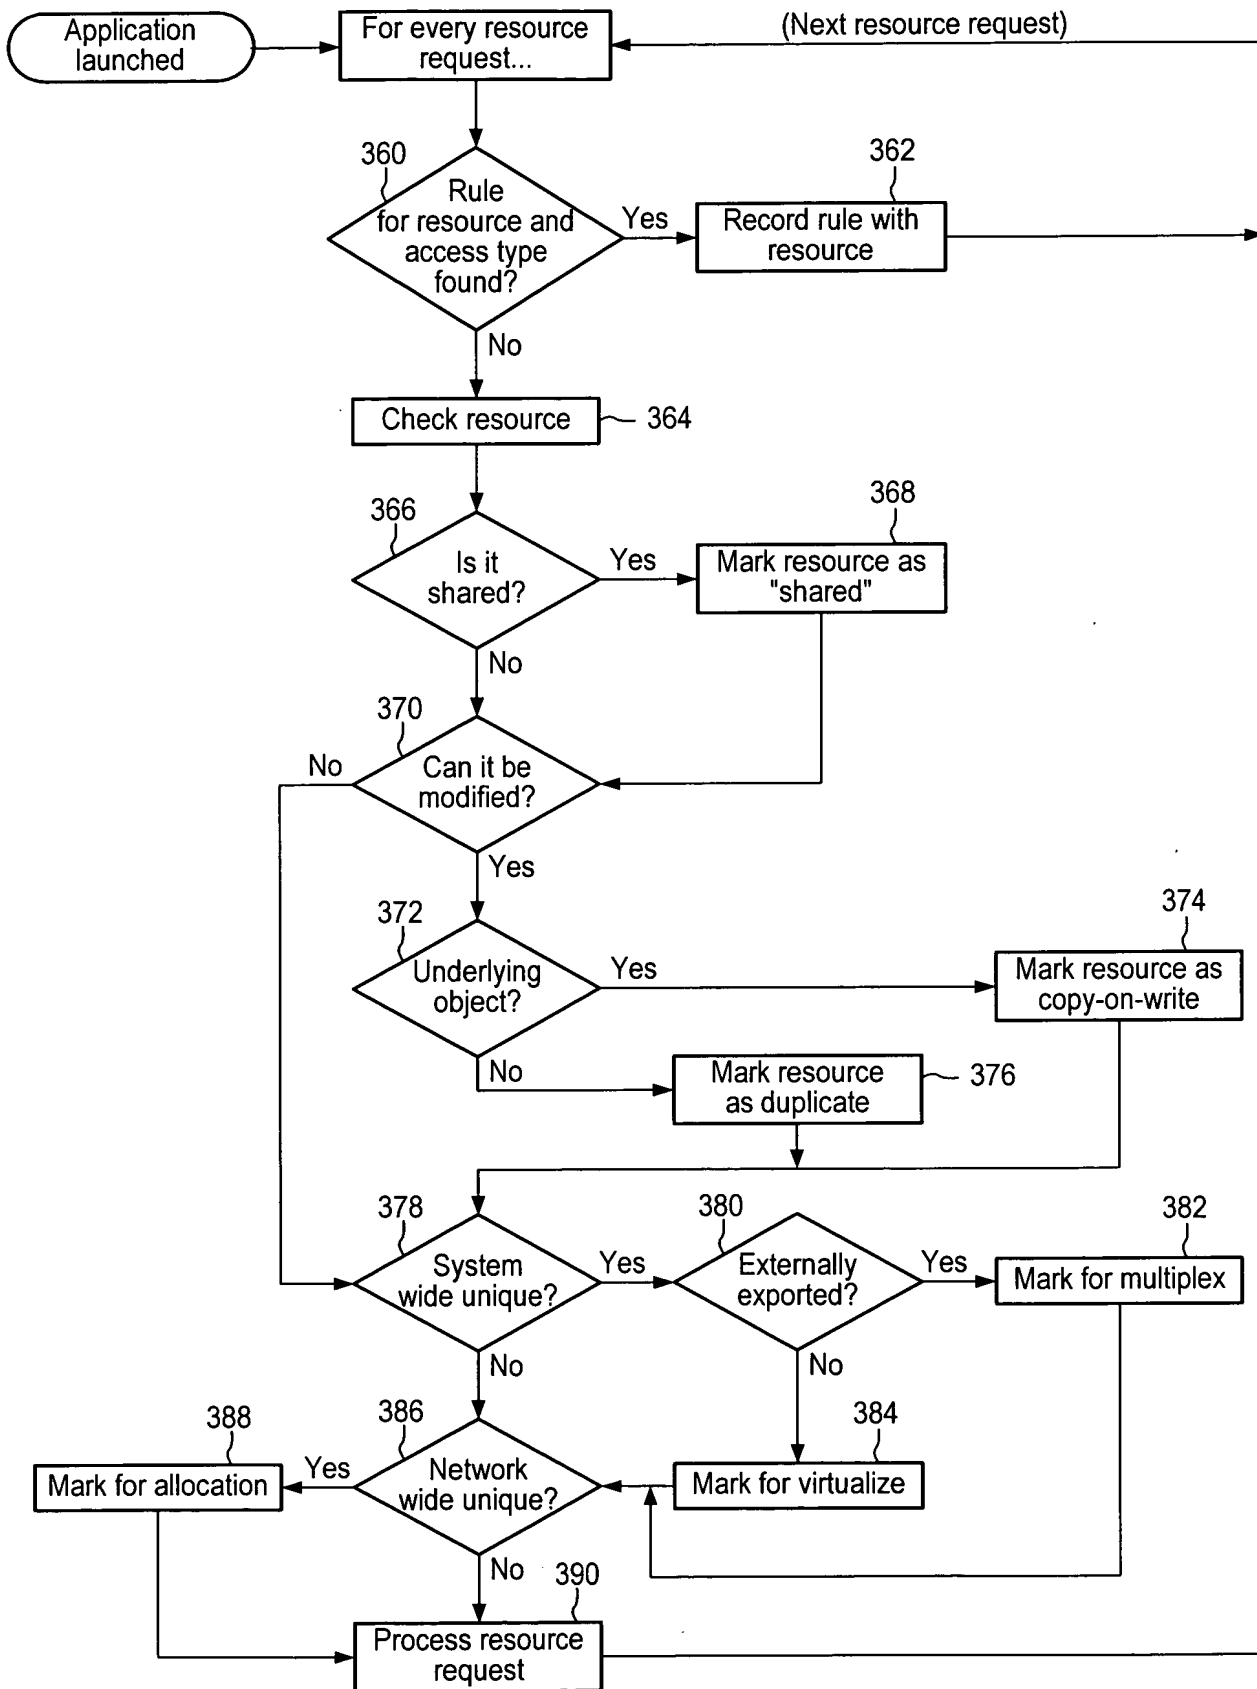 Application
launched
For every resource
request...
(Next resource request)
360
Rule
for resource and
access type
found?
Yes
362
Record rule with
resource
No
Check resource
364
366
Is it
shared?
Yes
368
Mark resource as
"shared"
No
370
No
Can it be
modified?
Yes
372
Underlying
object?
Yes
374
Mark resource as
copy-on-write
No
Mark resource
as duplicate
376
378
System
wide unique?
Yes
380
Externally
exported?
Yes
382
Mark for multiplex
No
No
388
Mark for allocation
Yes
386
Network
wide unique?
384
Mark for virtualize
No
390
Process resource
request